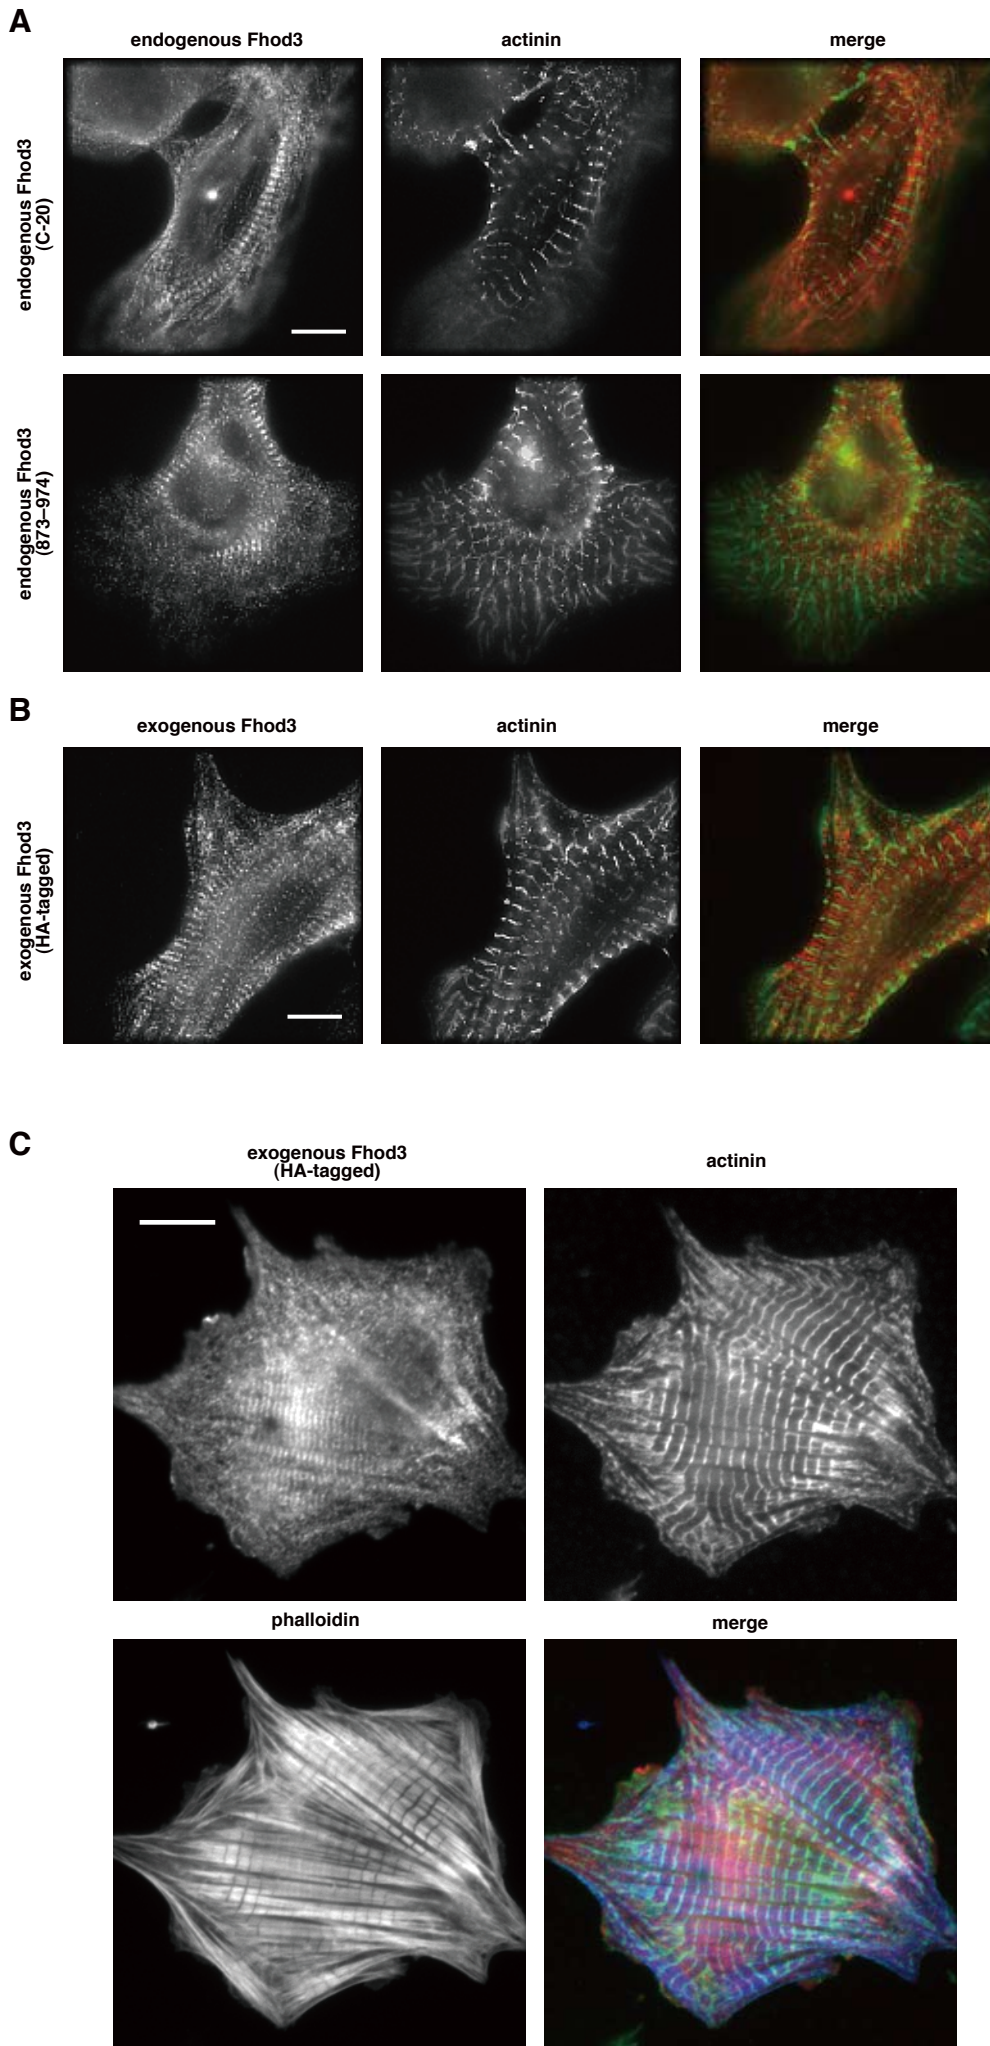 A
endogenous Fhod3
actinin
merge
endogenous Fhod3
(C-20)
endogenous Fhod3
(873–974)
B
exogenous Fhod3
actinin
merge
exogenous Fhod3
(HA-tagged)
C
exogenous Fhod3
(HA-tagged)
actinin
phalloidin
merge